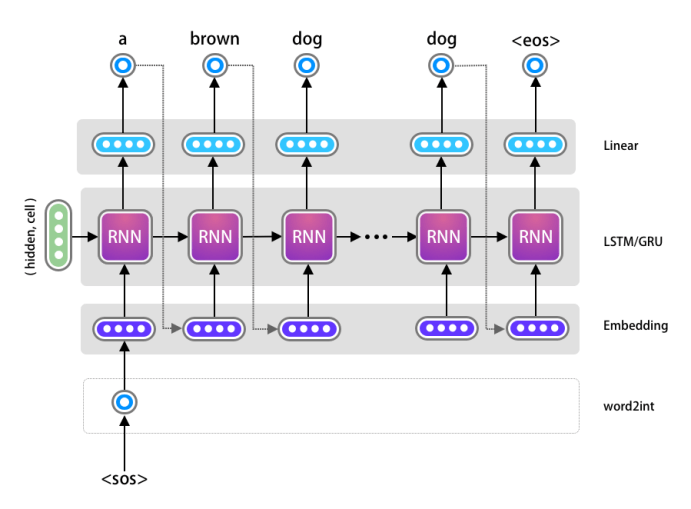 a brown dog dog <eos>
Linear
( hidden, cell )
RNN RNN RNN RNN RNN
LSTM/GRU
Embedding
word2int
<sos>